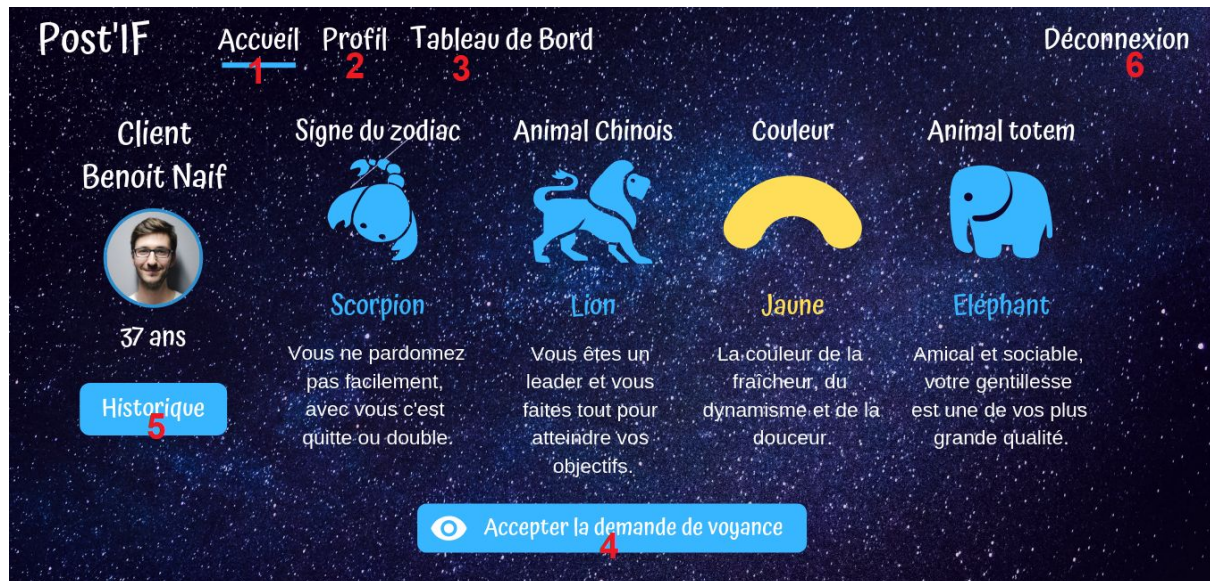 Post'IF Accueil Profil Tableau de Bord Déconnexion
1 2 3 6
Client
Benoit Naif
37 ans
Historique
5
Signe du zodiac
Scorpion
Vous ne pardonnez
pas facilement,
avec vous c'est
quitte ou double.
Animal Chinois
Lion
Vous êtes un
leader et vous
faites tout pour
atteindre vos
objectifs.
Couleur
Jaune
La couleur de la
fraîcheur, du
dynamisme et de la
douceur.
Animal totem
Eléphant
Amical et sociable,
votre gentillesse
est une de vos plus
grande qualité.
Accepter la demande de voyance
4